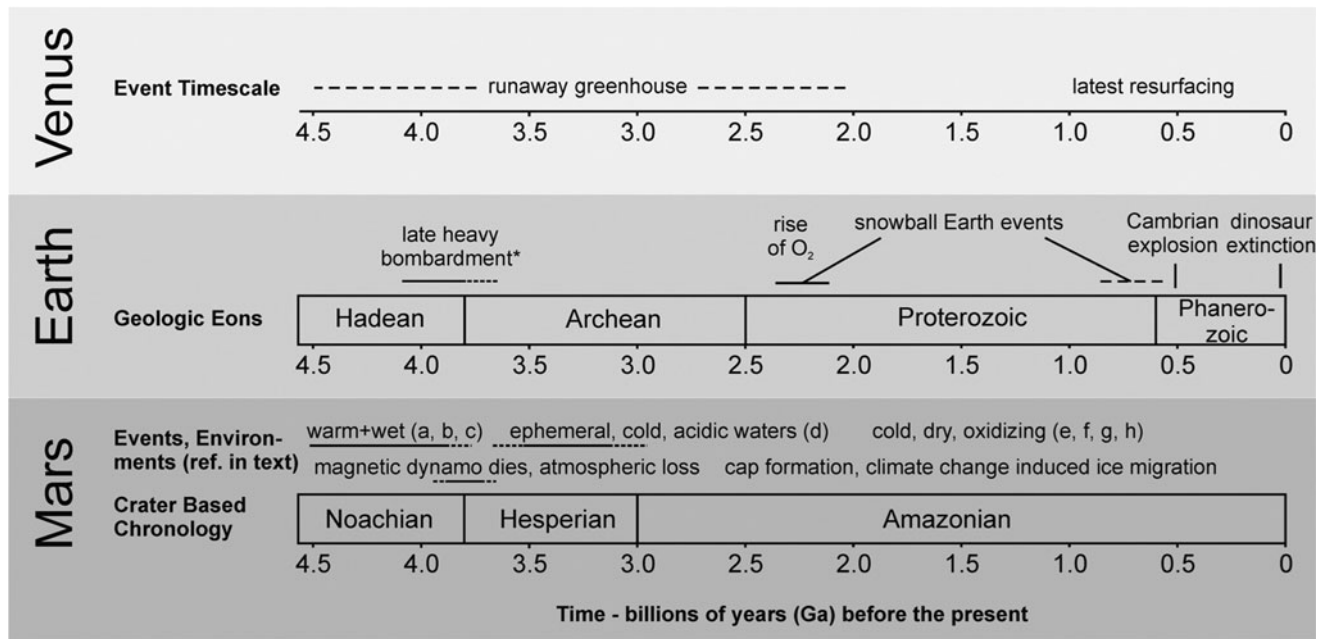 Venus
Event Timescale
runaway greenhouse
latest resurfacing
4.5 4.0 3.5 3.0 2.5 2.0 1.5 1.0 0.5 0
Earth
late heavy
bombardment*
rise
of O₂
snowball Earth events
Cambrian
explosion
dinosaur
extinction
Geologic Eons
Hadean
Archean
Proterozoic
Phanero-
zoic
4.5 4.0 3.5 3.0 2.5 2.0 1.5 1.0 0.5 0
Mars
Events, Environ-
ments (ref. in text)
warm+wet (a, b, c)
ephemeral, cold, acidic waters (d)
cold, dry, oxidizing (e, f, g, h)
magnetic dynamo dies, atmospheric loss
cap formation, climate change induced ice migration
Crater Based
Chronology
Noachian
Hesperian
Amazonian
4.5 4.0 3.5 3.0 2.5 2.0 1.5 1.0 0.5 0
Time - billions of years (Ga) before the present